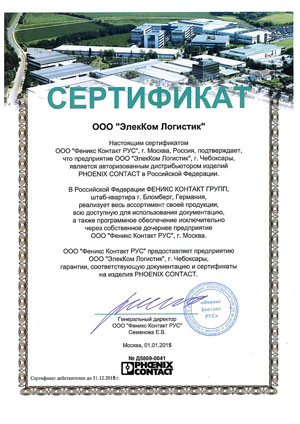 СЕРТИФИКАТ
ООО "ЭлекКом Логистик"
Настоящим сертификатом
ООО "Феникс Контакт РУС", г. Москва, Россия, подтверждает,
что предприятие ООО "ЭлекКом Логистик", г. Чебоксары,
является авторизованным дистрибьютором изделий
PHOENIX CONTACT в Российской Федерации.
В Российской Федерации ФЕНИКС КОНТАКТ ГРУПП,
штаб-квартира г. Бломберг, Германия,
реализует весь ассортимент своей продукции,
всю доступную для использования документацию,
а также программное обеспечение исключительно
через собственное дочернее предприятие
ООО "Феникс Контакт РУС", г. Москва.
ООО "Феникс Контакт РУС" предоставляет предприятию
ООО "ЭлекКом Логистик", г. Чебоксары,
гарантии, соответствующую документацию и сертификаты
на изделия PHOENIX CONTACT.
Генеральный директор
ООО "Феникс Контакт РУС"
Семенова Е.В.
«Феникс
Контакт
РУС»
Москва, 01.01.2015
№ Д5809-0041
PHŒNIX
CONTACT
Сертификат действителен до 31.12.2015 г.